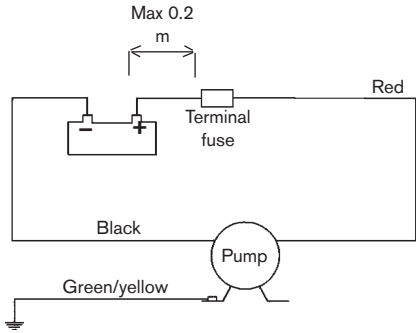 Max 0.2
m
Red
− +
Terminal
fuse
Black
Pump
Green/yellow